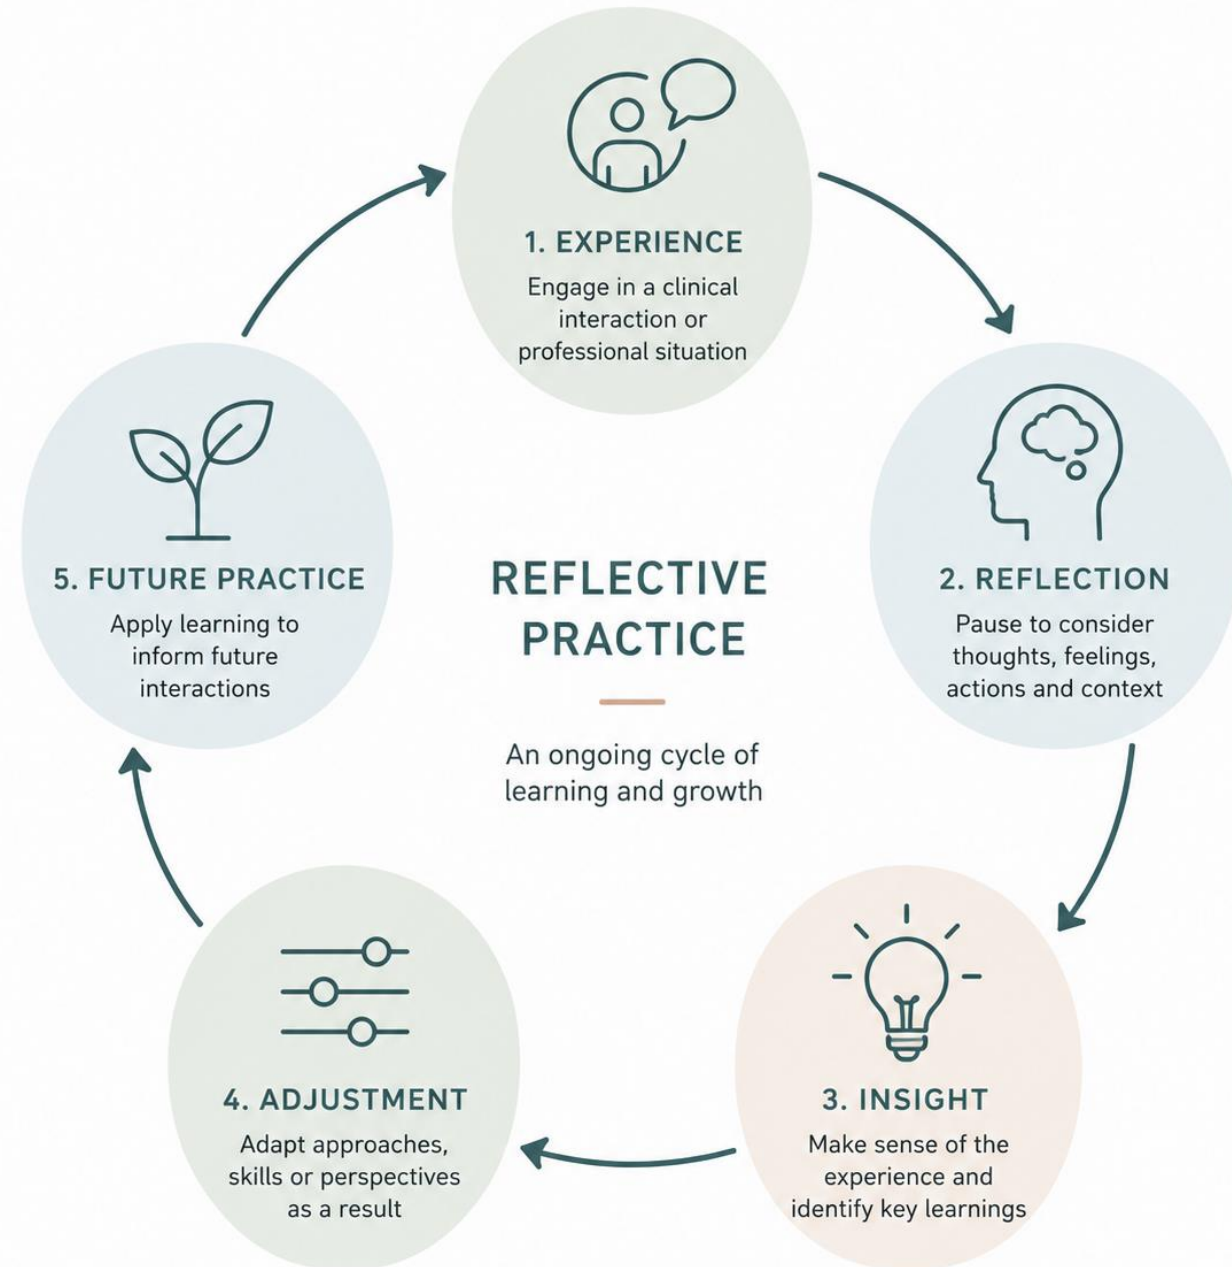 1. EXPERIENCE
Engage in a clinical
interaction or
professional situation
2. REFLECTION
Pause to consider
thoughts, feelings,
actions and context
3. INSIGHT
Make sense of the
experience and
identify key learnings
4. ADJUSTMENT
Adapt approaches,
skills or perspectives
as a result
5. FUTURE PRACTICE
Apply learning to
inform future
interactions
REFLECTIVE
PRACTICE
An ongoing cycle of
learning and growth